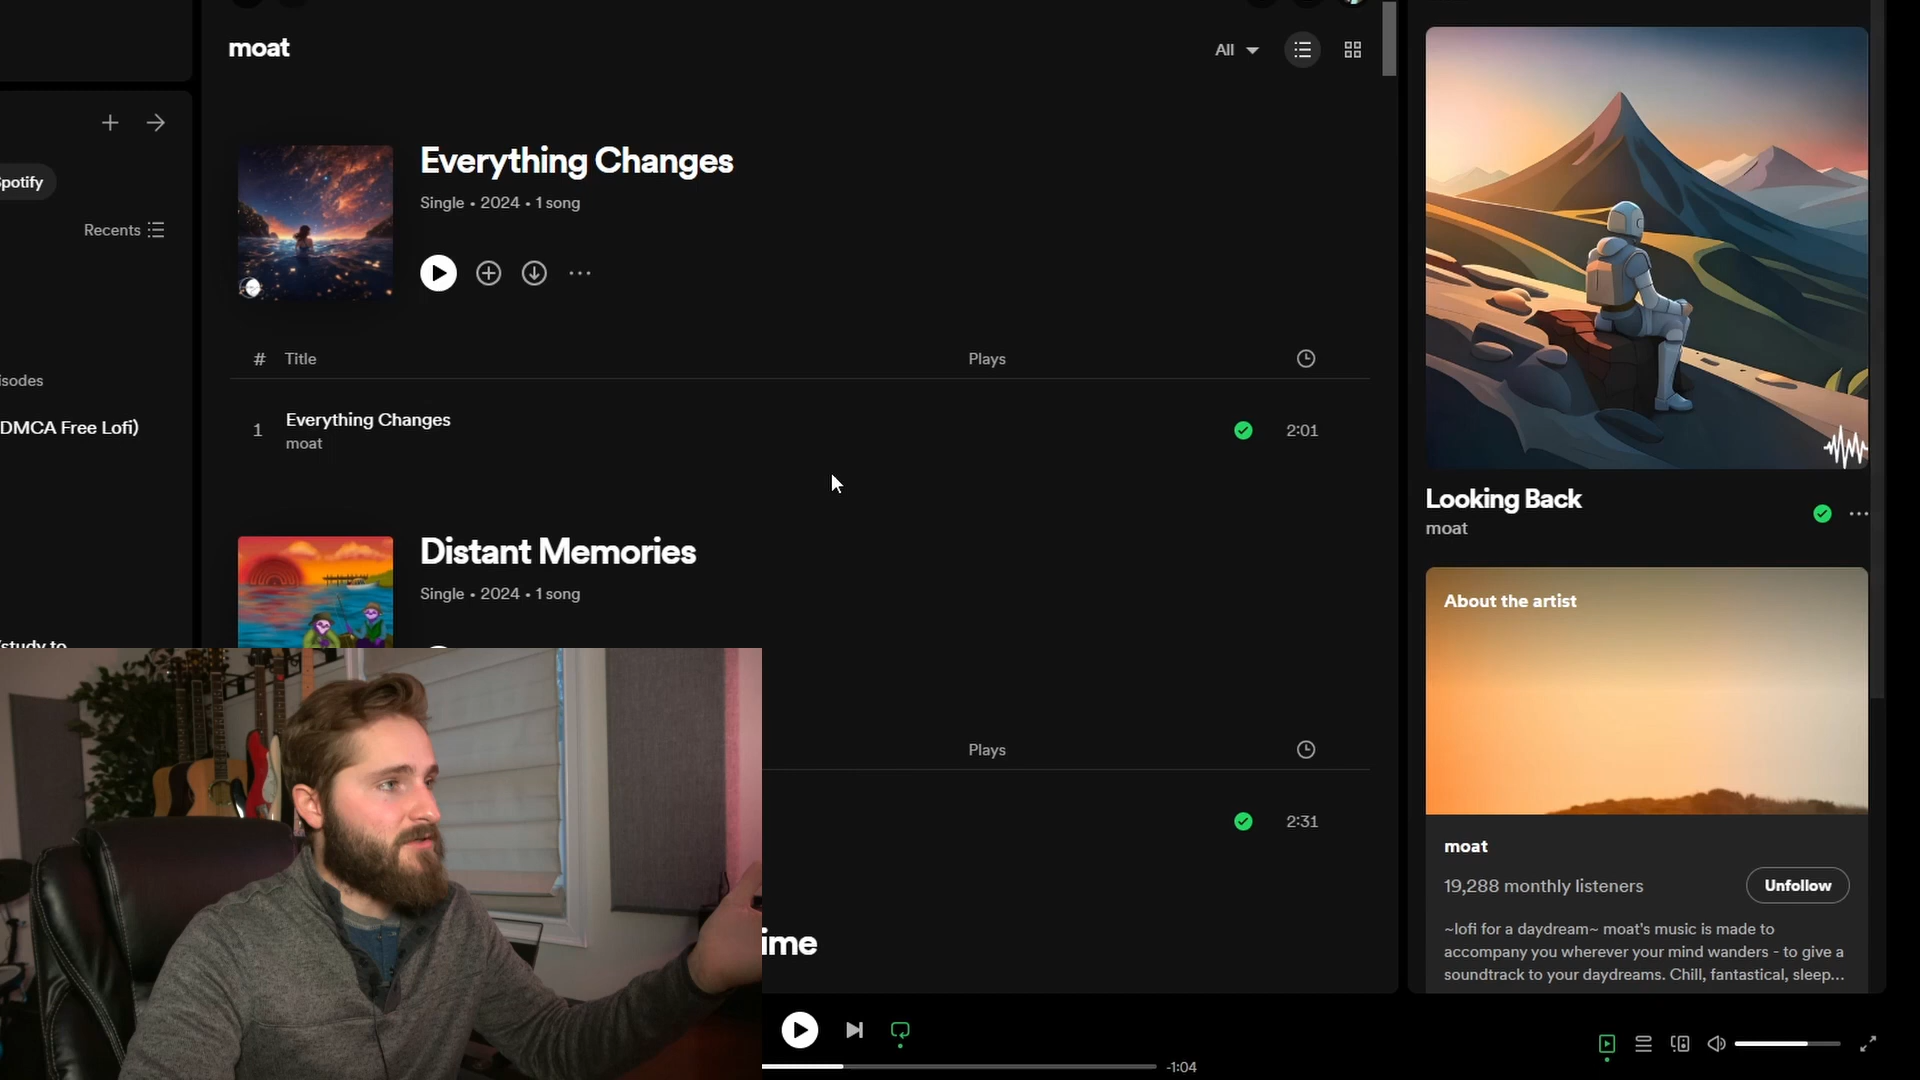 moat
All
Everything Changes
Single • 2024 • 1 song
# Title Plays
1 Everything Changes 2:01
moat
Distant Memories
Single • 2024 • 1 song
Plays
2:31
ime
-1:04
Spotify
Recents
isodes
DMCA Free Lofi)
/study to
Looking Back
moat
About the artist
moat
19,288 monthly listeners
Unfollow
~lofi for a daydream~ moat's music is made to
accompany you wherever your mind wanders - to give a
soundtrack to your daydreams. Chill, fantastical, sleep...